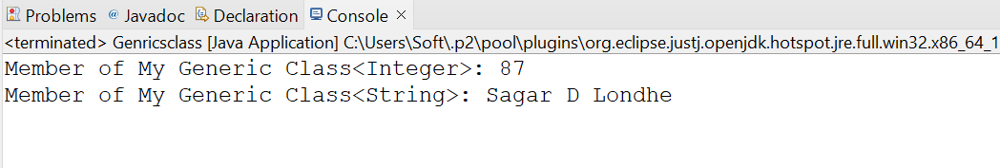 Problems @ Javadoc Declaration Console ×
<terminated> Genricsclass [Java Application] C:\Users\Soft\.p2\pool\plugins\org.eclipse.justj.openjdk.hotspot.jre.full.win32.x86_64_1
Member of My Generic Class<Integer>: 87
Member of My Generic Class<String>: Sagar D Londhe